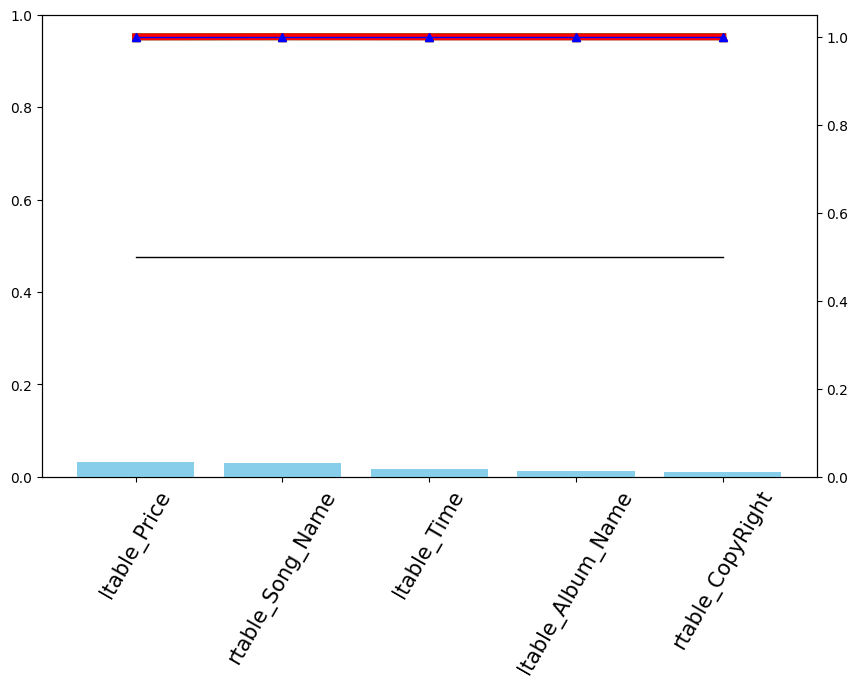 1.0
0.8
0.6
0.4
0.2
0.0
1.0
0.8
0.6
0.4
0.2
0.0
ltable_Price
rtable_Song_Name
ltable_Time
ltable_Album_Name
rtable_CopyRight